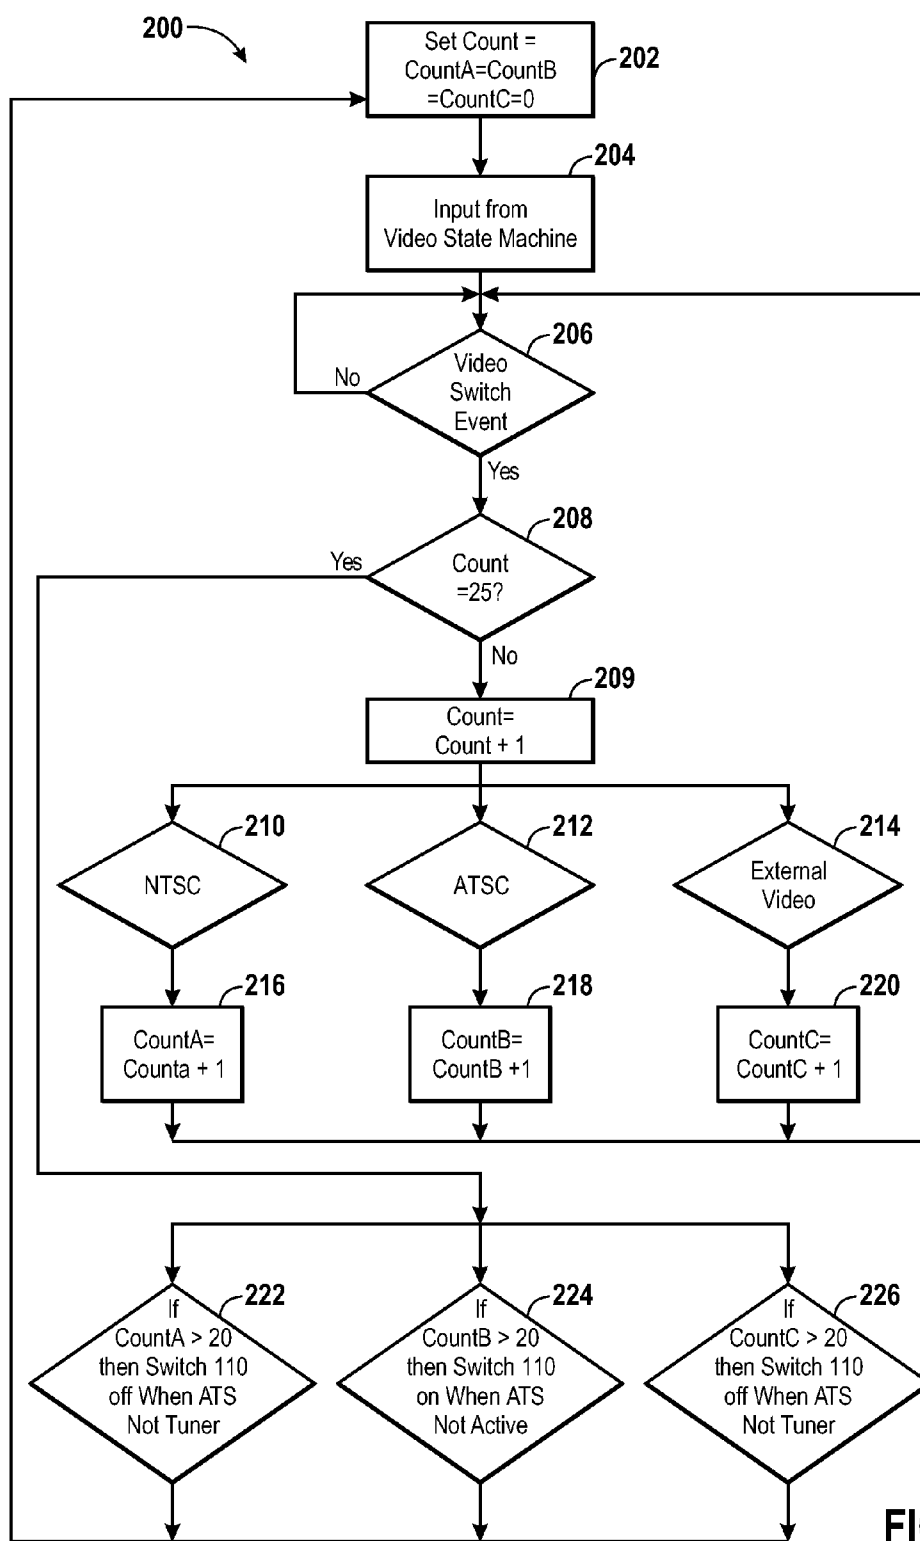 200
Set Count =
CountA=CountB
=CountC=0
202
204
Input from
Video State Machine
206
Video
Switch
Event
No
Yes
208
Count
=25?
Yes
No
209
Count=
Count + 1
210
NTSC
212
ATSC
214
External
Video
216
CountA=
Counta + 1
218
CountB=
CountB +1
220
CountC=
CountC + 1
222
If
CountA > 20
then Switch 110
off When ATS
Not Tuner
224
If
CountB > 20
then Switch 110
on When ATS
Not Active
226
If
CountC > 20
then Switch 110
off When ATS
Not Tuner